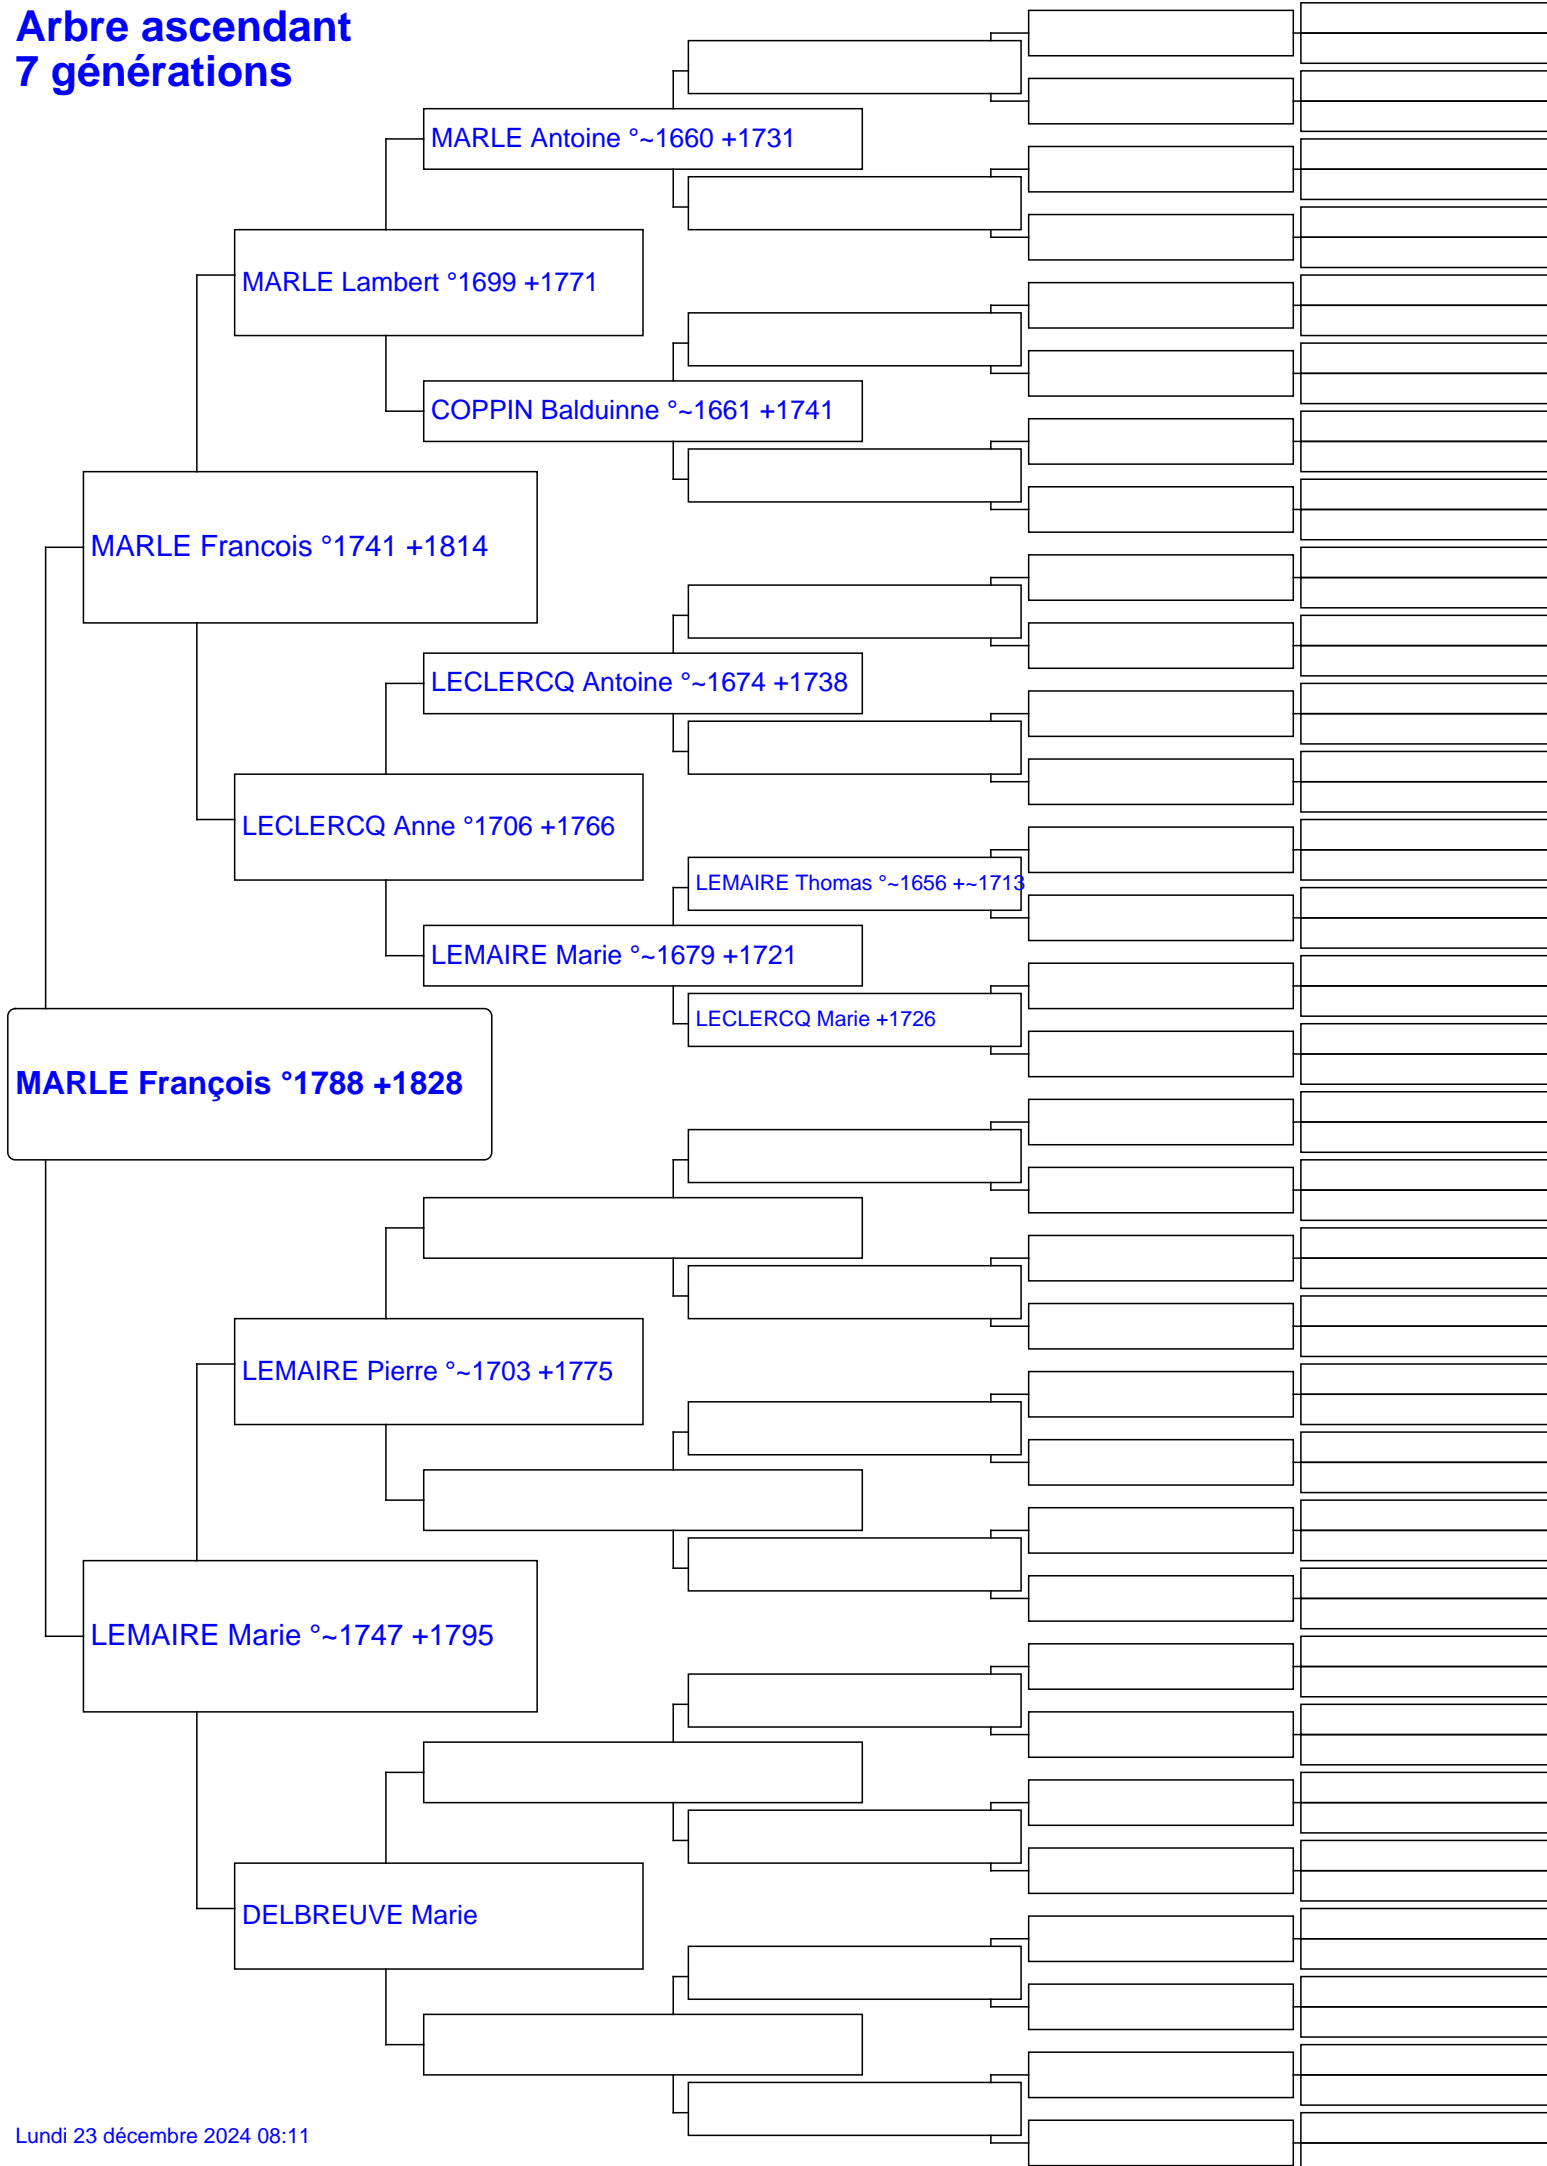 Arbre ascendant
7 générations
MARLE Antoine °~1660 +1731
MARLE Lambert °1699 +1771
COPPIN Balduinne °~1661 +1741
MARLE Francois °1741 +1814
LECLERCQ Antoine °~1674 +1738
LECLERCQ Anne °1706 +1766
LEMAIRE Thomas °~1656 +~1713
LEMAIRE Marie °~1679 +1721
LECLERCQ Marie +1726
MARLE François °1788 +1828
LEMAIRE Pierre °~1703 +1775
LEMAIRE Marie °~1747 +1795
DELBREUVE Marie
Lundi 23 décembre 2024 08:11